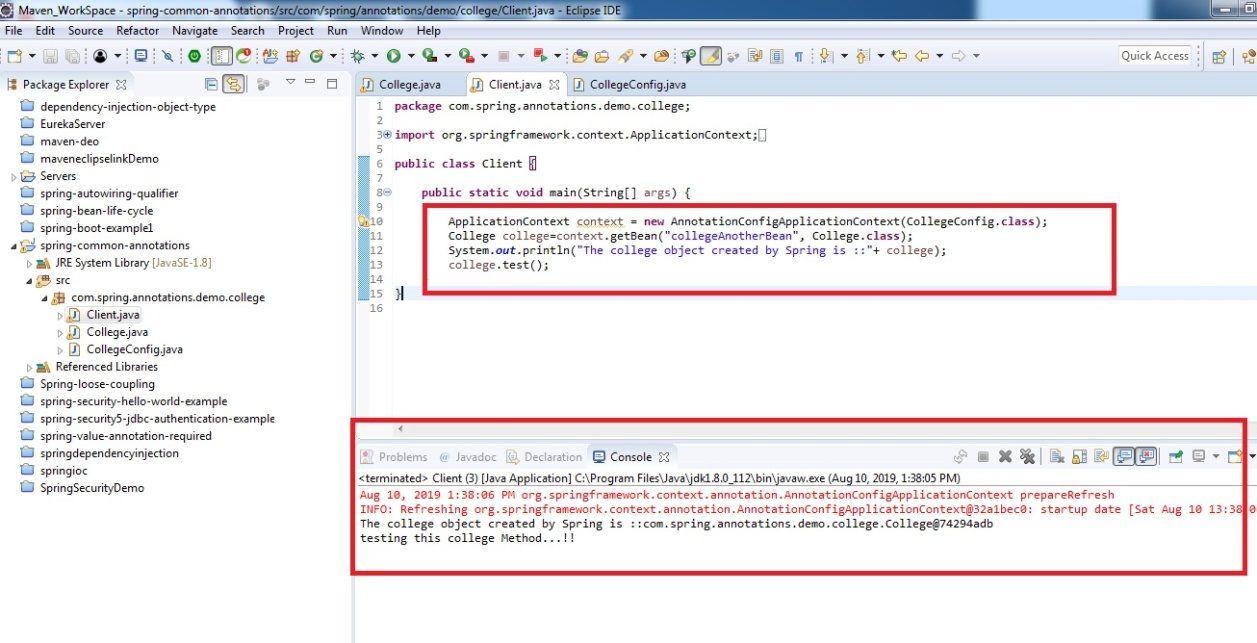 Maven_WorkSpace - spring-common-annotations/src/com/spring/annotations/demo/college/Client.java - Eclipse IDE
File Edit Source Refactor Navigate Search Project Run Window Help
Quick Access
Package Explorer
dependency-injection-object-type
EurekaServer
maven-deo
maveneclipselinkDemo
Servers
spring-autowiring-qualifier
spring-bean-life-cycle
spring-boot-example1
spring-common-annotations
JRE System Library [JavaSE-1.8]
src
com.spring.annotations.demo.college
Client.java
College.java
CollegeConfig.java
Referenced Libraries
Spring-loose-coupling
spring-security-hello-world-example
spring-security5-jdbc-authentication-example
spring-value-annotation-required
springdependencyinjection
springioc
SpringSecurityDemo
College.java Client.java CollegeConfig.java
1 package com.spring.annotations.demo.college;
2
3 import org.springframework.context.ApplicationContext;
5
6 public class Client {
7
8 public static void main(String[] args) {
9
10 ApplicationContext context = new AnnotationConfigApplicationContext(CollegeConfig.class);
11 College college=context.getBean("collegeAnotherBean", College.class);
12 System.out.println("The college object created by Spring is ::"+ college);
13 college.test();
14
15 }
16
Problems Javadoc Declaration Console
<terminated> Client (3) [Java Application] C:\Program Files\Java\jdk1.8.0_112\bin\javaw.exe (Aug 10, 2019, 1:38:05 PM)
Aug 10, 2019 1:38:06 PM org.springframework.context.annotation.AnnotationConfigApplicationContext prepareRefresh
INFO: Refreshing org.springframework.context.annotation.AnnotationConfigApplicationContext@32a1bec0: startup date [Sat Aug 10 13:38:0
The college object created by Spring is ::com.spring.annotations.demo.college.College@74294adb
testing this college Method...!!